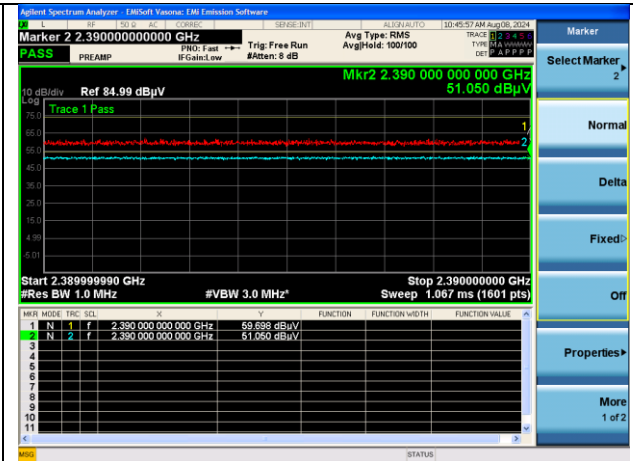 Agilent Spectrum Analyzer - EMiSoft Vasona: EMI Emission Software
L RF 50 Ω AC CORREC SENSE:INT ALIGN AUTO 10:45:57 AM Aug 08, 2024
Marker 2 2.390000000000 GHz
PNO: Fast
IFGain:Low
Trig: Free Run
#Atten: 8 dB
Avg Type: RMS
Avg|Hold: 100/100
TRACE 1 2 3 4 5 6
TYPE M A W W W W
DET P A P P P P
PASS PREAMP
Mkr2 2.390 000 000 000 GHz
51.050 dBµV
10 dB/div Ref 84.99 dBµV
Log
Trace 1 Pass
75.0
65.0
55.0
45.0
35.0
25.0
15.0
4.99
-5.01
1
2
Start 2.389999990 GHz Stop 2.390000000 GHz
#Res BW 1.0 MHz #VBW 3.0 MHz* Sweep 1.067 ms (1601 pts)
MKR MODE TRC SCL X Y FUNCTION FUNCTION WIDTH FUNCTION VALUE
1 N 1 f 2.390 000 000 000 GHz 59.698 dBµV
2 N 2 f 2.390 000 000 000 GHz 51.050 dBµV
3
4
5
6
7
8
9
10
11
MSG STATUS
Marker
Select Marker
2
Normal
Delta
Fixed
Off
Properties
More
1 of 2